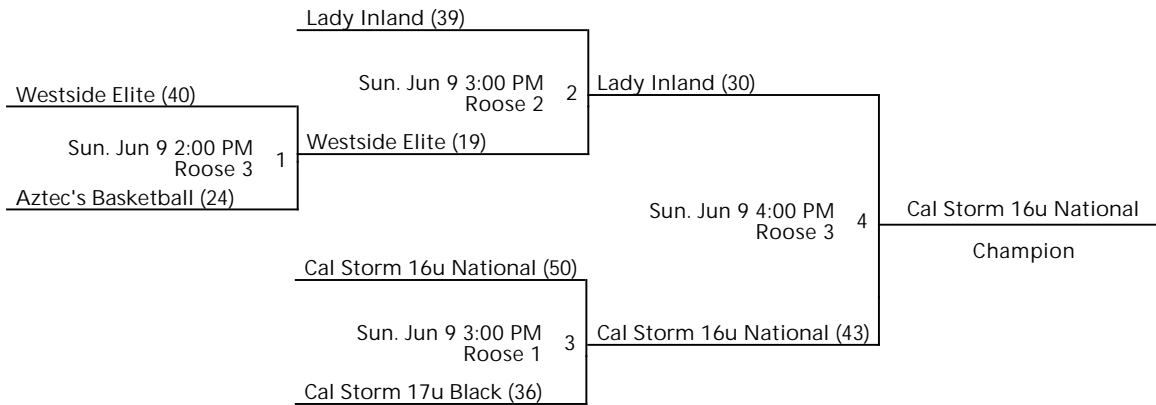 Lady Inland (39)
Sun. Jun 9 3:00 PM
Roose 2
2
Lady Inland (30)
Westside Elite (40)
Sun. Jun 9 2:00 PM
Roose 3
1
Westside Elite (19)
Aztec's Basketball (24)
Sun. Jun 9 4:00 PM
Roose 3
4
Cal Storm 16u National
Champion
Cal Storm 16u National (50)
Sun. Jun 9 3:00 PM
Roose 1
3
Cal Storm 16u National (43)
Cal Storm 17u Black (36)